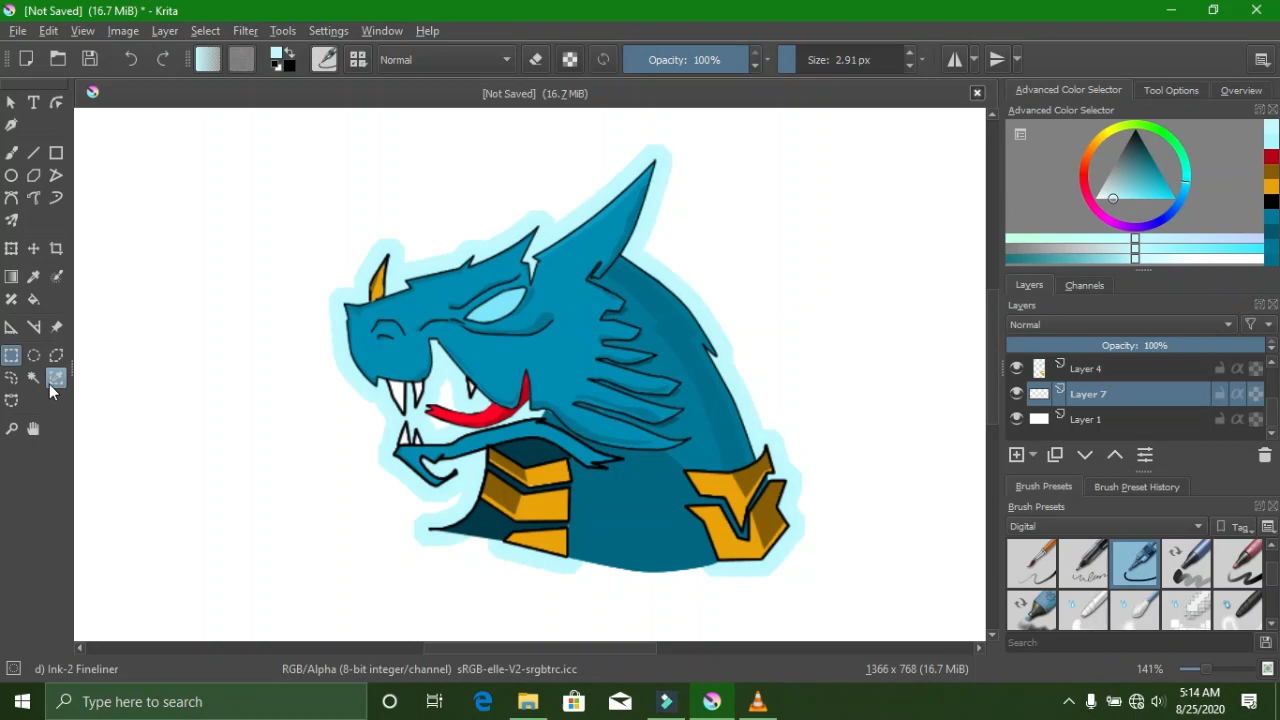 [Not Saved] (16.7 MiB) * - Krita
File Edit View Image Layer Select Filter Tools Settings Window Help
Normal Opacity: 100% Size: 2.91 px
[Not Saved] (16.7 MiB)
Advanced Color Selector Tool Options Overview
Advanced Color Selector
Layers Channels
Layers
Normal
Opacity: 100%
Layer 4
Layer 7
Layer 1
Brush Presets Brush Preset History
Brush Presets
Digital Tag
Search
d) Ink-2 Fineliner RGB/Alpha (8-bit integer/channel) sRGB-elle-V2-srgbtrc.icc 1366 x 768 (16.7 MiB) 141%
Type here to search
5:14 AM
8/25/2020